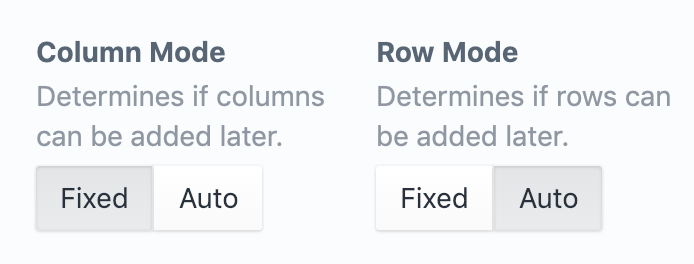 Column Mode
Determines if columns
can be added later.
Fixed Auto
Row Mode
Determines if rows can
be added later.
Fixed Auto